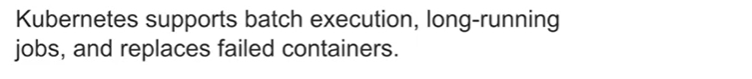 Kubernetes supports batch execution, long-running
jobs, and replaces failed containers.